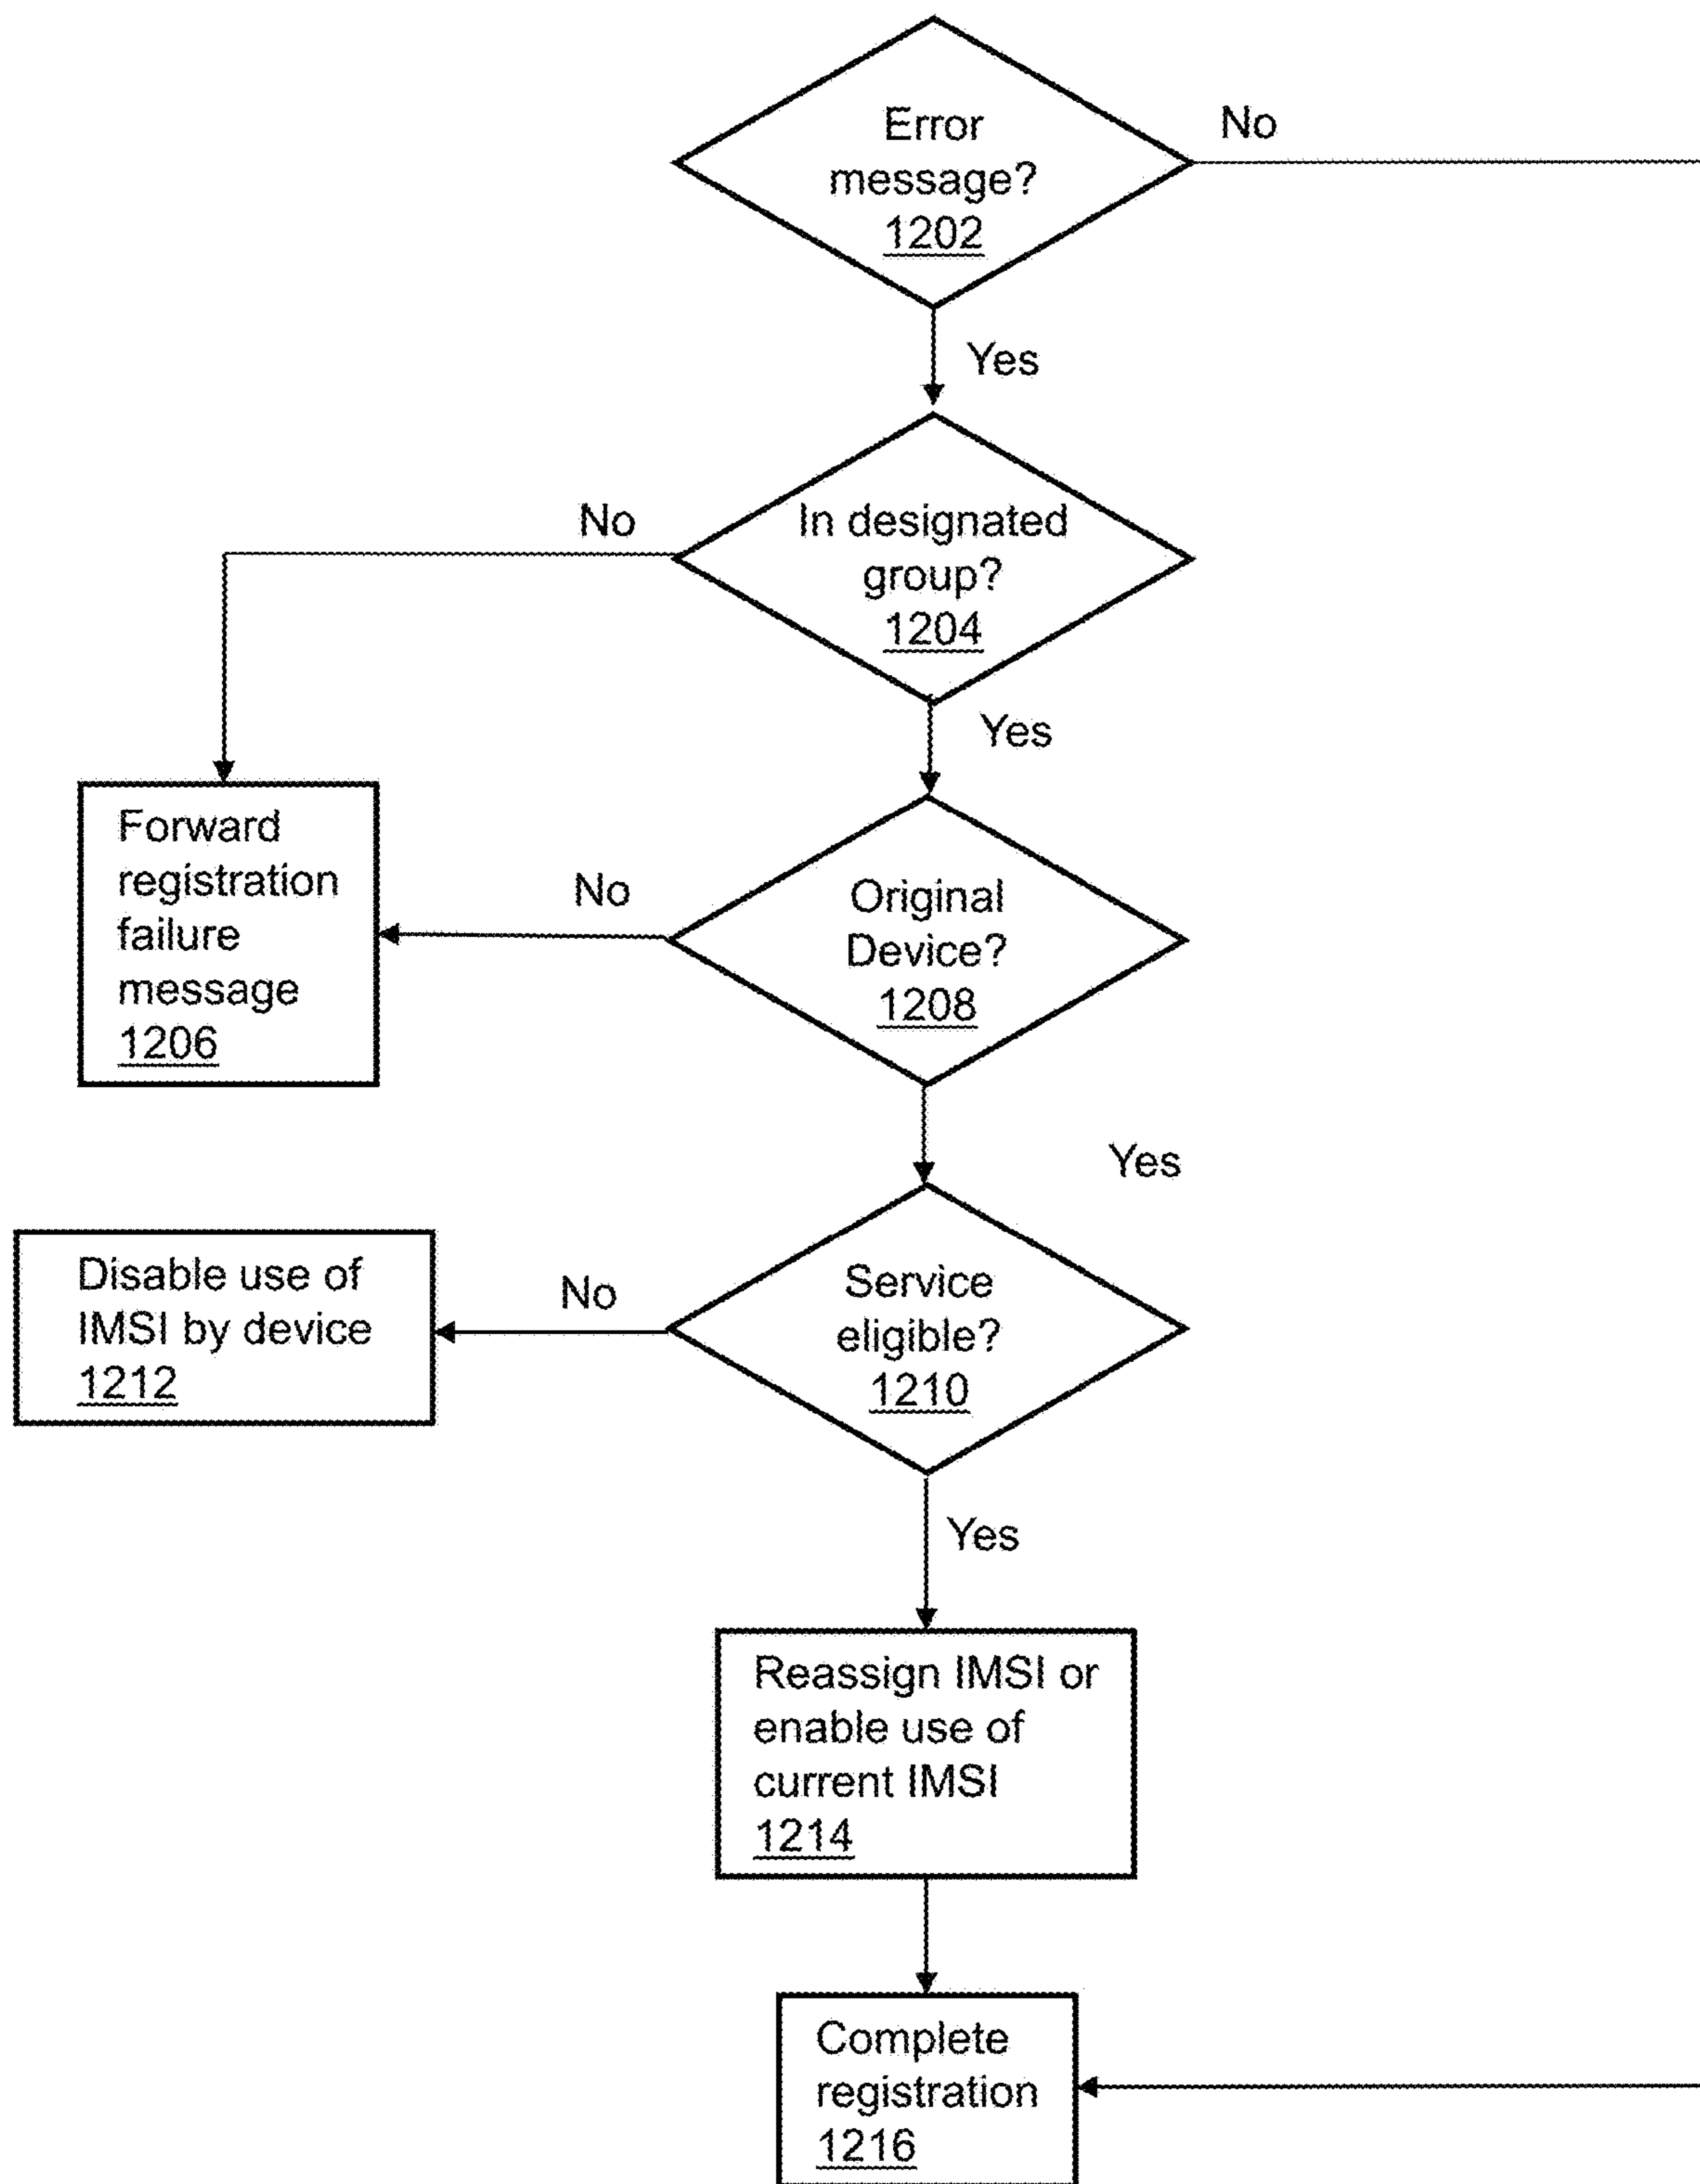 Error
message?
1202
No
Yes
In designated
group?
1204
No
Yes
Forward
registration
failure
message
1206
Original
Device?
1208
No
Yes
Service
eligible?
1210
No
Disable use of
IMSI by device
1212
Yes
Reassign IMSI or
enable use of
current IMSI
1214
Complete
registration
1216